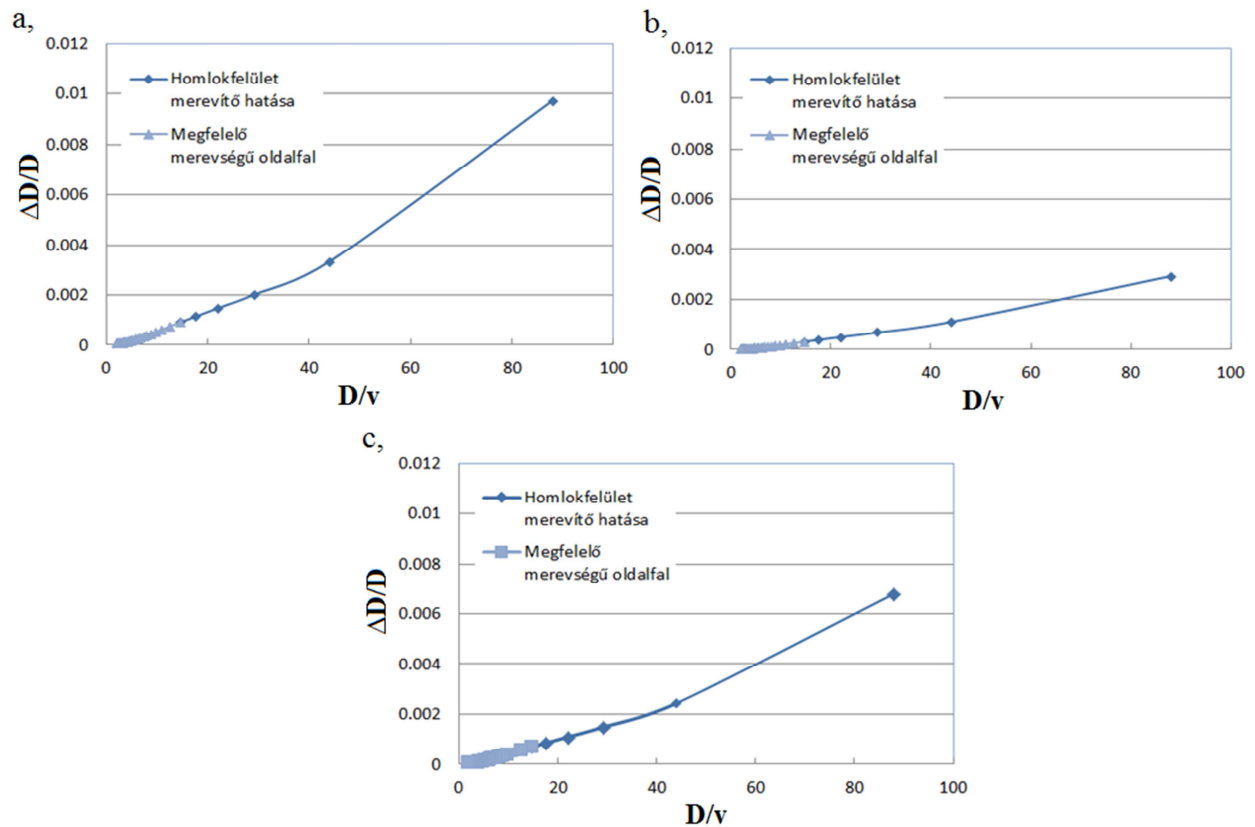 a,
0.012
0.01
0.008
0.006
0.004
0.002
0
ΔD/D
Homlokfelület
merevítő hatása
Megfelelő
merevségű oldalfal
0 20 40 60 80 100
D/v
b,
0.012
0.01
0.008
0.006
0.004
0.002
0
ΔD/D
Homlokfelület
merevítő hatása
Megfelelő
merevségű oldalfal
0 20 40 60 80 100
D/v
c,
0.012
0.01
0.008
0.006
0.004
0.002
0
ΔD/D
Homlokfelület
merevítő hatása
Megfelelő
merevségű oldalfal
0 20 40 60 80 100
D/v